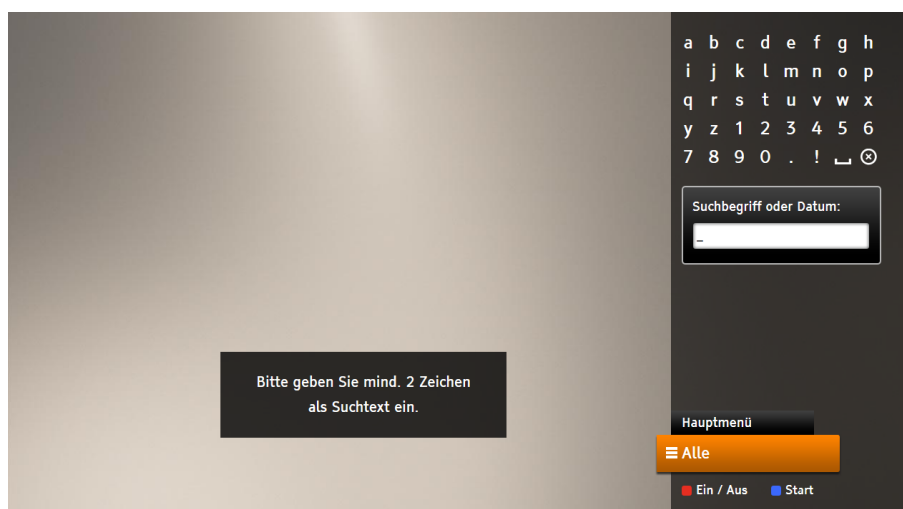 a b c d e f g h
i j k l m n o p
q r s t u v w x
y z 1 2 3 4 5 6
7 8 9 0 . !
Suchbegriff oder Datum:
_
Bitte geben Sie mind. 2 Zeichen
als Suchtext ein.
Hauptmenü
Alle
Ein / Aus Start